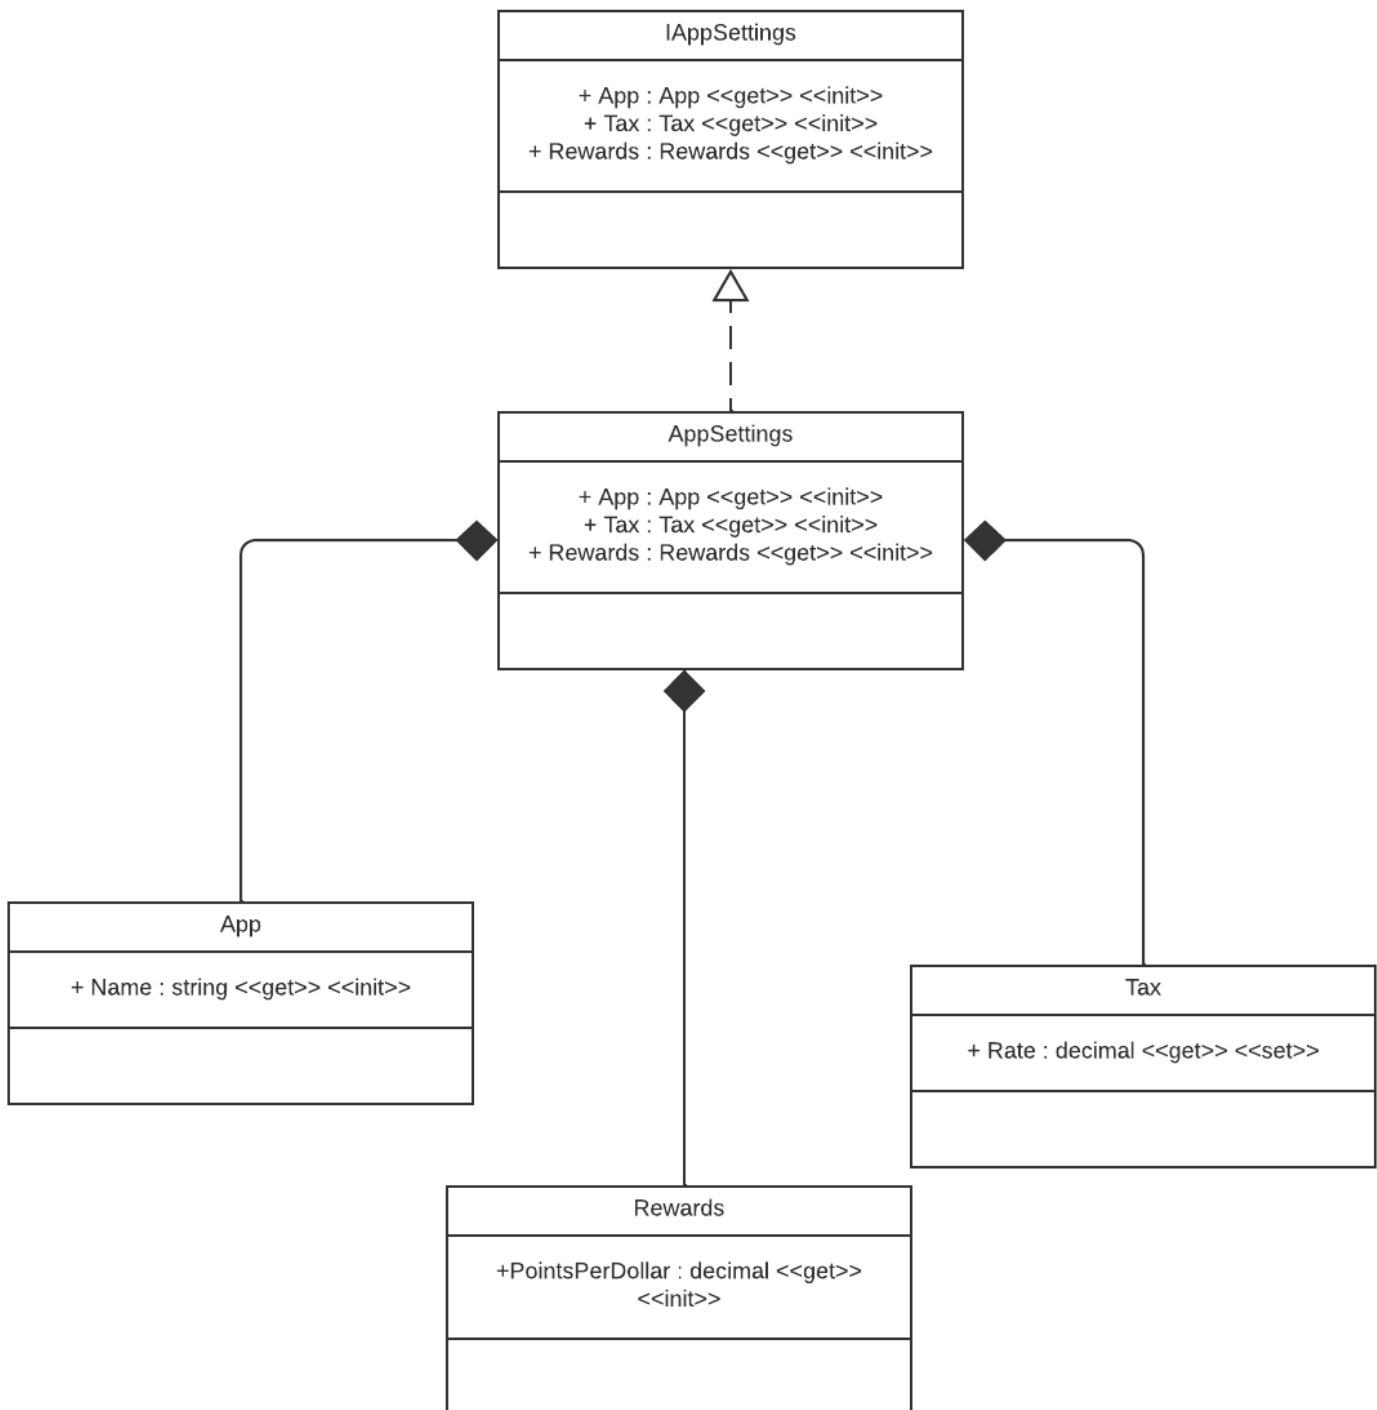 IAppSettings
+ App : App <<get>> <<init>>
+ Tax : Tax <<get>> <<init>>
+ Rewards : Rewards <<get>> <<init>>
AppSettings
+ App : App <<get>> <<init>>
+ Tax : Tax <<get>> <<init>>
+ Rewards : Rewards <<get>> <<init>>
App
+ Name : string <<get>> <<init>>
Tax
+ Rate : decimal <<get>> <<set>>
Rewards
+PointsPerDollar : decimal <<get>>
<<init>>